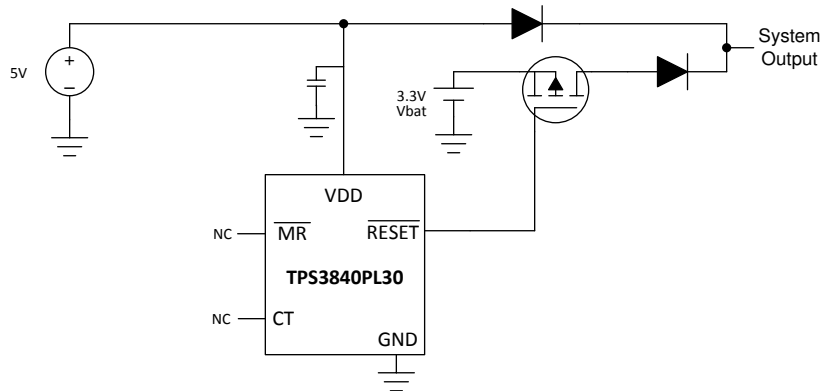 System
Output
5V
+
−
3.3V
Vbat
VDD
NC
MR
RESET
TPS3840PL30
NC
CT
GND